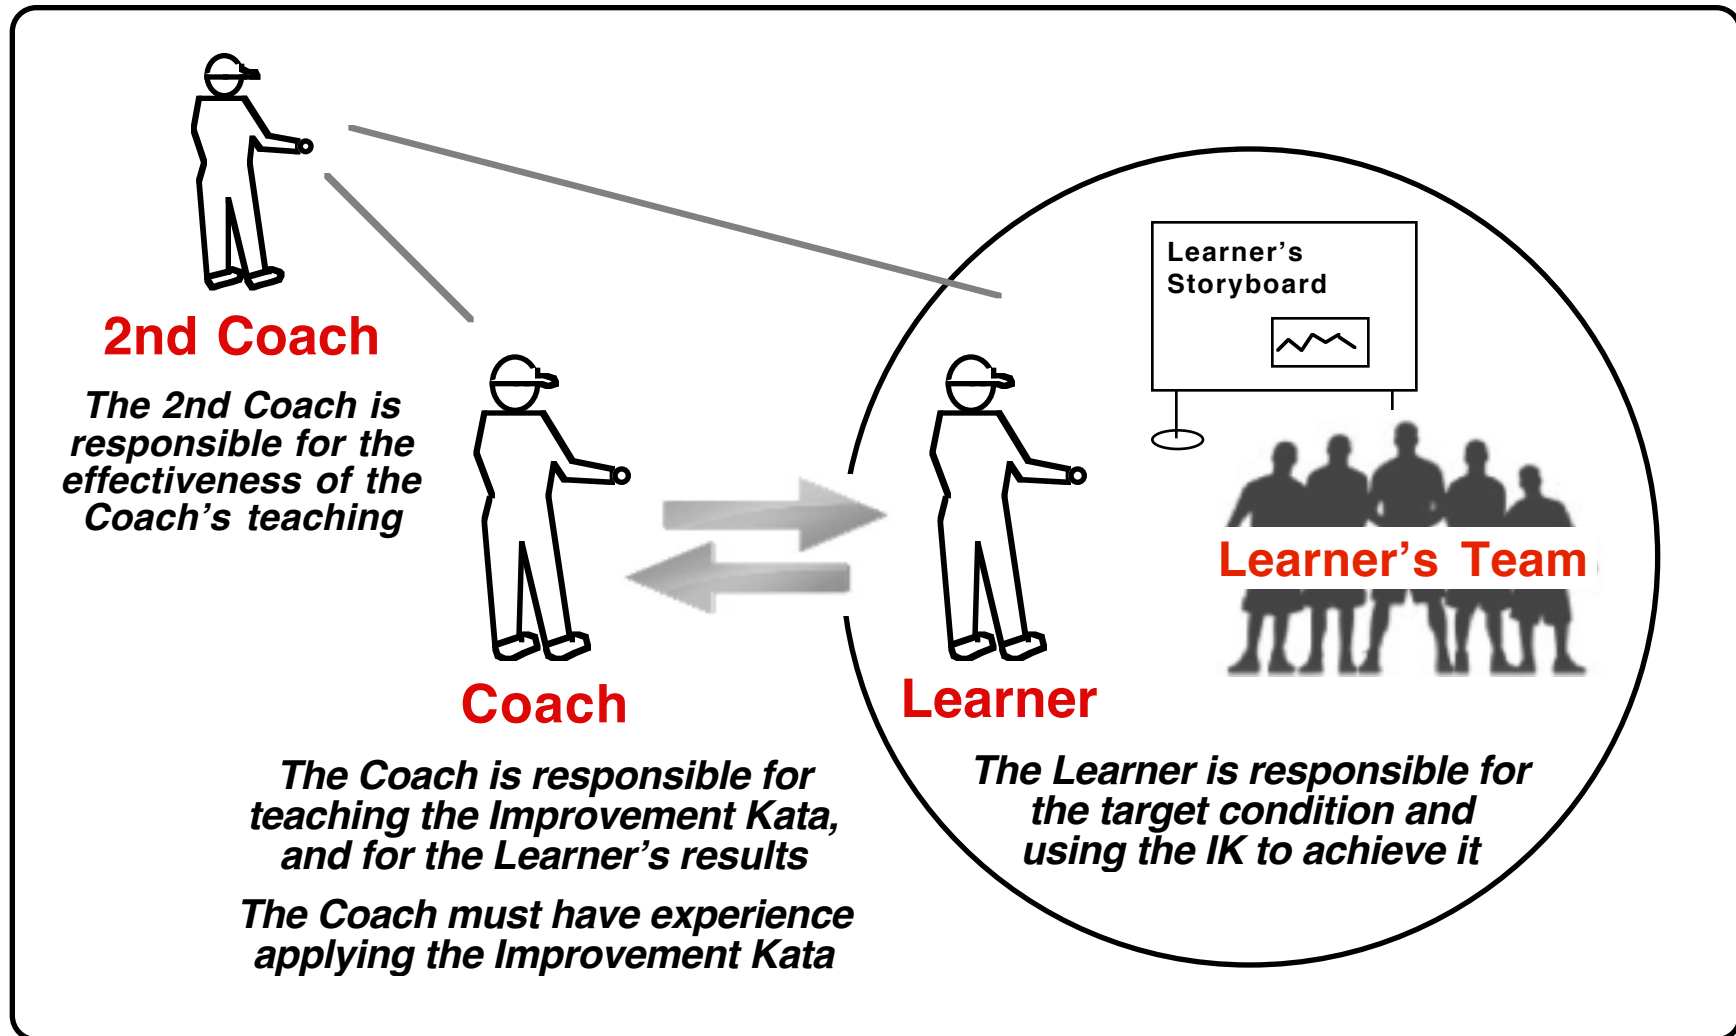 2nd Coach
The 2nd Coach is
responsible for the
effectiveness of the
Coach’s teaching
Coach
The Coach is responsible for
teaching the Improvement Kata,
and for the Learner’s results
The Coach must have experience
applying the Improvement Kata
Learner’s
Storyboard
Learner’s Team
Learner
The Learner is responsible for
the target condition and
using the IK to achieve it